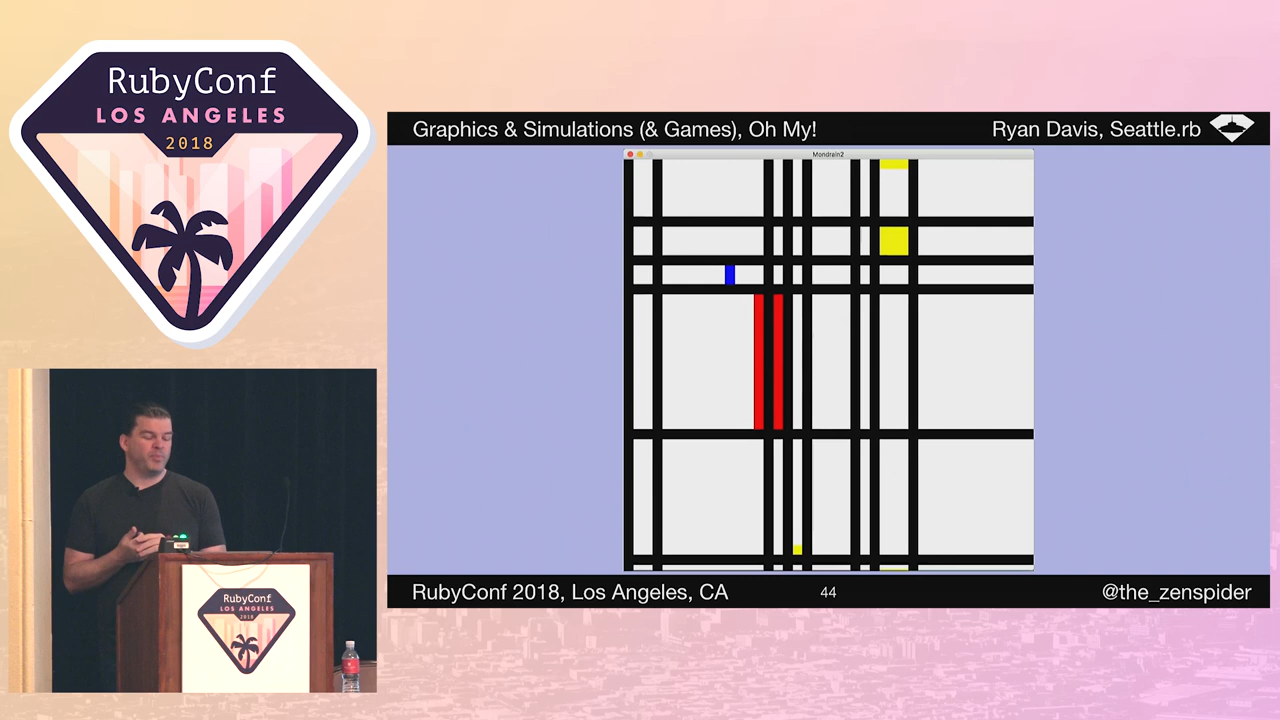 RubyConf
LOS ANGELES
2018
Graphics & Simulations (& Games), Oh My!
Ryan Davis, Seattle.rb
Mondrein2
RubyConf 2018, Los Angeles, CA
44
@the_zenspider
RubyConf
LOS ANGELES
2018